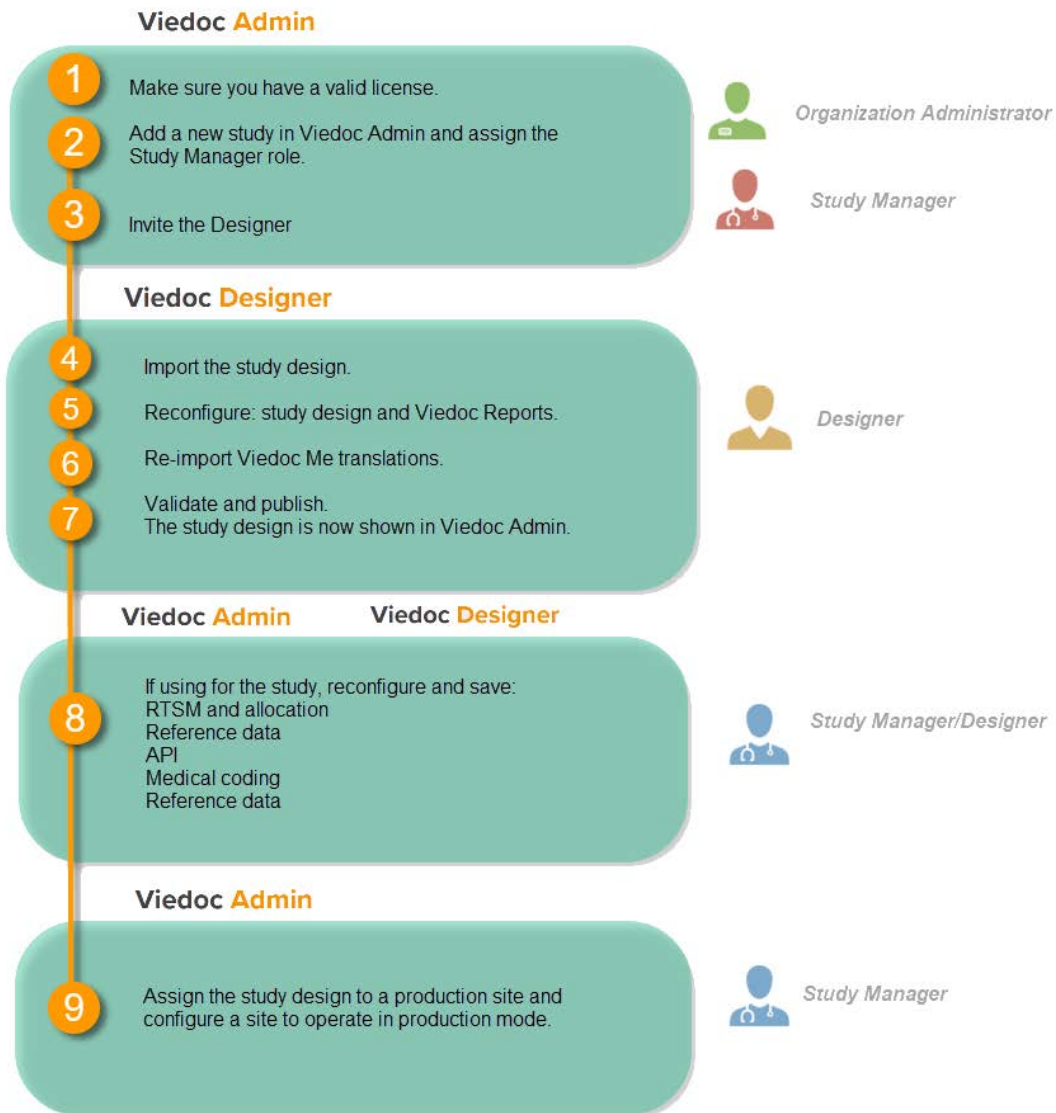 Viedoc Admin
1
Make sure you have a valid license.
Organization Administrator
2
Add a new study in Viedoc Admin and assign the
Study Manager role.
3
Invite the Designer
Study Manager
Viedoc Designer
4
Import the study design.
5
Reconfigure: study design and Viedoc Reports.
Designer
6
Re-import Viedoc Me translations.
7
Validate and publish.
The study design is now shown in Viedoc Admin.
Viedoc Admin
Viedoc Designer
8
If using for the study, reconfigure and save:
RTSM and allocation
Reference data
API
Medical coding
Reference data
Study Manager/Designer
Viedoc Admin
9
Assign the study design to a production site and
configure a site to operate in production mode.
Study Manager